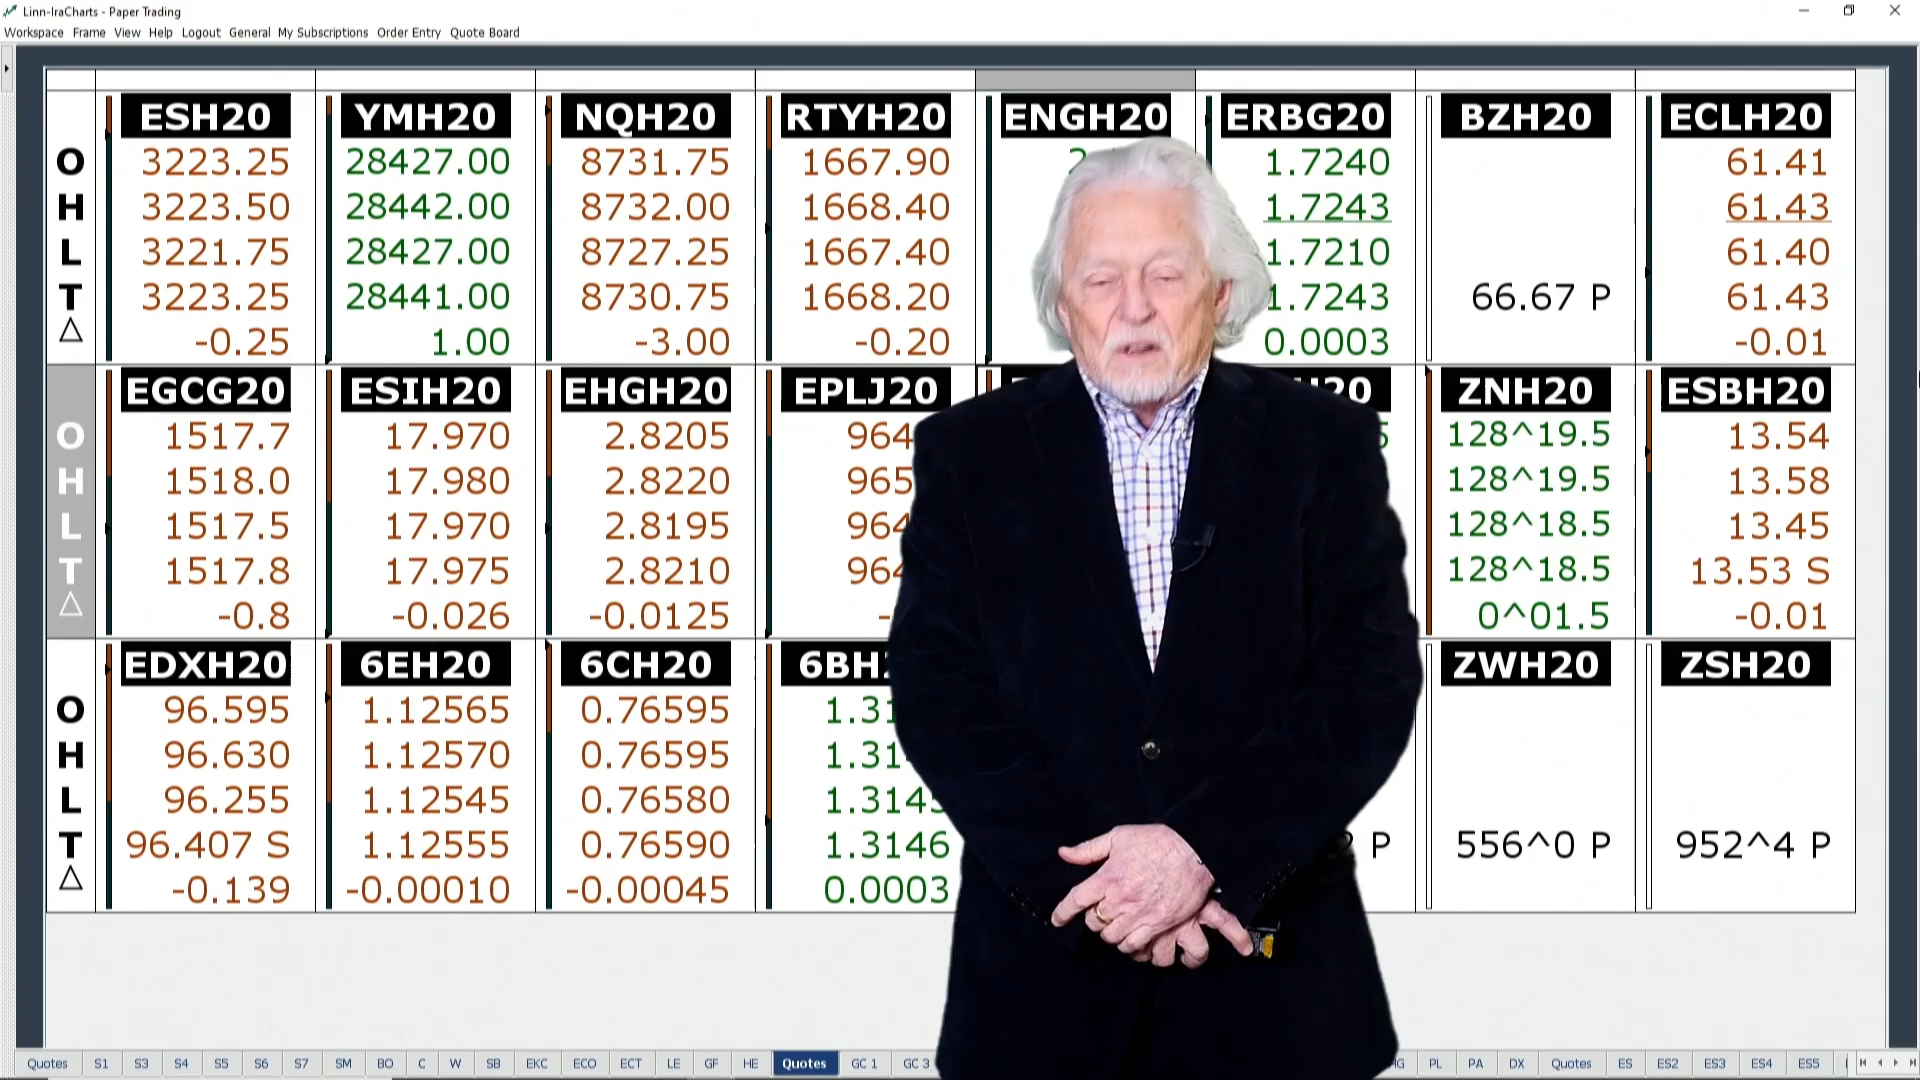 Linn-IraCharts - Paper Trading
Workspace Frame View Help Logout General My Subscriptions Order Entry Quote Board
ESH20 YMH20 NQH20 RTYH20 ENGH20 ERBG20 BZH20 ECLH20
O 3223.25 28427.00 8731.75 1667.90 1.7240 61.41
H 3223.50 28442.00 8732.00 1668.40 1.7243 61.43
L 3221.75 28427.00 8727.25 1667.40 1.7210 61.40
T 3223.25 28441.00 8730.75 1668.20 1.7243 66.67 P 61.43
△ -0.25 1.00 -3.00 -0.20 0.0003 -0.01
EGCG20 ESIH20 EHGH20 EPLJ20 ZNH20 ESBH20
O 1517.7 17.970 2.8205 964 128^19.5 13.54
H 1518.0 17.980 2.8220 965 128^19.5 13.58
L 1517.5 17.970 2.8195 964 128^18.5 13.45
T 1517.8 17.975 2.8210 964 128^18.5 13.53 S
△ -0.8 -0.026 -0.0125 0^01.5 -0.01
EDXH20 6EH20 6CH20 6BH2 ZWH20 ZSH20
O 96.595 1.12565 0.76595 1.31
H 96.630 1.12570 0.76595 1.31
L 96.255 1.12545 0.76580 1.3145
T 96.407 S 1.12555 0.76590 1.3146 P 556^0 P 952^4 P
△ -0.139 -0.00010 -0.00045 0.0003
Quotes S1 S3 S4 S5 S6 S7 SM BO C W SB EKC ECO ECT LE GF HE Quotes GC 1 GC 3 PL PA DX Quotes ES ES2 ES3 ES4 ES5